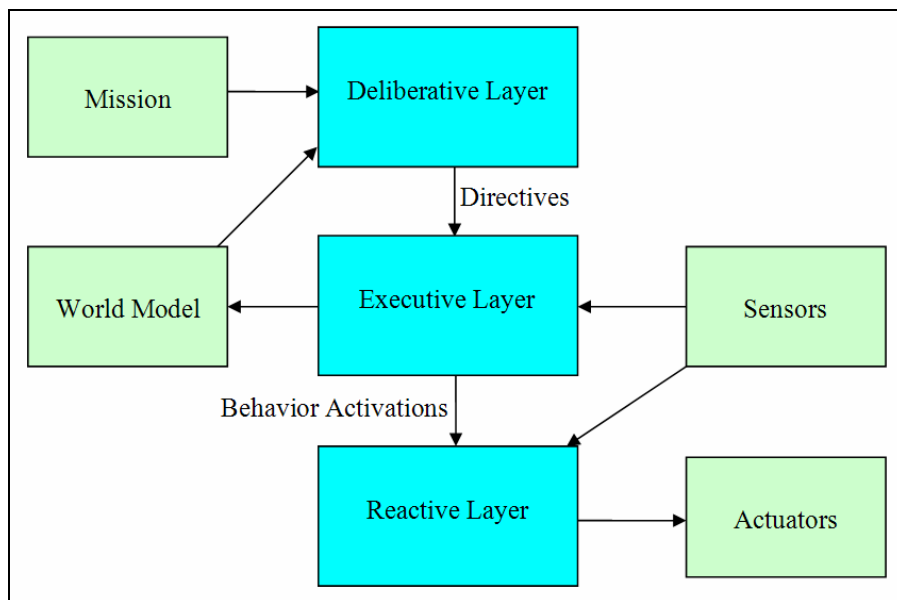 Mission
Deliberative Layer
Directives
World Model
Executive Layer
Sensors
Behavior Activations
Reactive Layer
Actuators